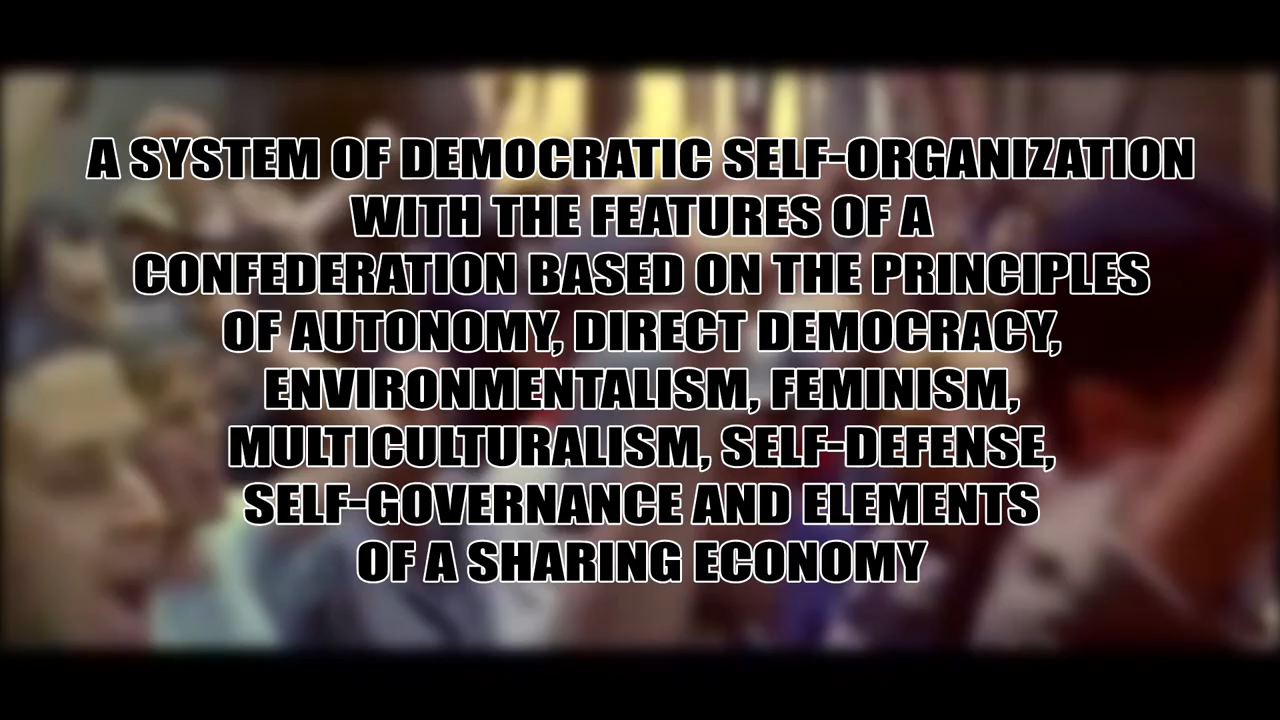 A SYSTEM OF DEMOCRATIC SELF-ORGANIZATION
WITH THE FEATURES OF A
CONFEDERATION BASED ON THE PRINCIPLES
OF AUTONOMY, DIRECT DEMOCRACY,
ENVIRONMENTALISM, FEMINISM,
MULTICULTURALISM, SELF-DEFENSE,
SELF-GOVERNANCE AND ELEMENTS
OF A SHARING ECONOMY